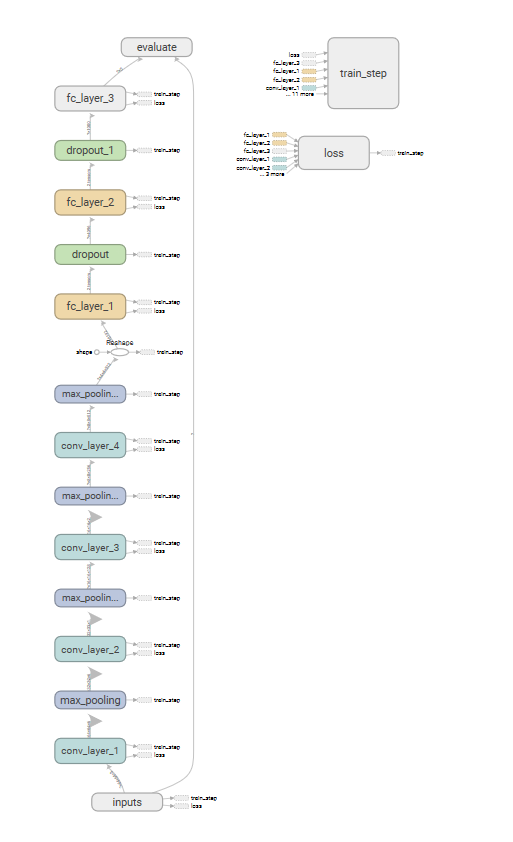 evaluate
fc_layer_3
train_step
loss
dropout_1
train_step
fc_layer_2
train_step
loss
dropout
train_step
fc_layer_1
train_step
loss
Reshape
shape
train_step
max_poolin...
train_step
conv_layer_4
train_step
loss
max_poolin...
train_step
conv_layer_3
train_step
loss
max_poolin...
train_step
conv_layer_2
train_step
loss
max_pooling
train_step
conv_layer_1
train_step
loss
inputs
train_step
loss
loss
fc_layer_3
fc_layer_1
fc_layer_2
conv_layer_1
... 11 more
train_step
fc_layer_1
fc_layer_2
fc_layer_3
conv_layer_1
conv_layer_2
... 3 more
loss
train_step